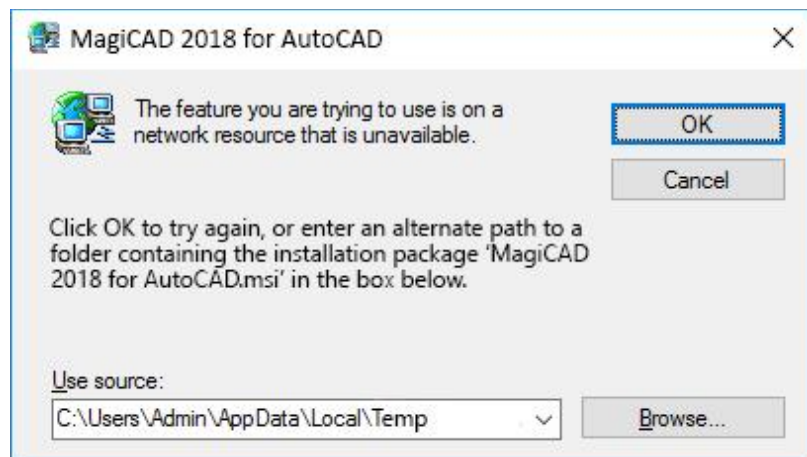 MagiCAD 2018 for AutoCAD
The feature you are trying to use is on a
network resource that is unavailable.
OK
Cancel
Click OK to try again, or enter an alternate path to a
folder containing the installation package ‘MagiCAD
2018 for AutoCAD.msi’ in the box below.
Use source:
C:\Users\Admin\AppData\Local\Temp
Browse...